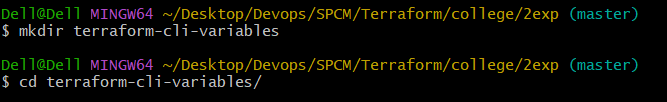 Dell@Dell MINGW64 ~/Desktop/Devops/SPCM/Terraform/college/2exp (master)
$ mkdir terraform-cli-variables
Dell@Dell MINGW64 ~/Desktop/Devops/SPCM/Terraform/college/2exp (master)
$ cd terraform-cli-variables/